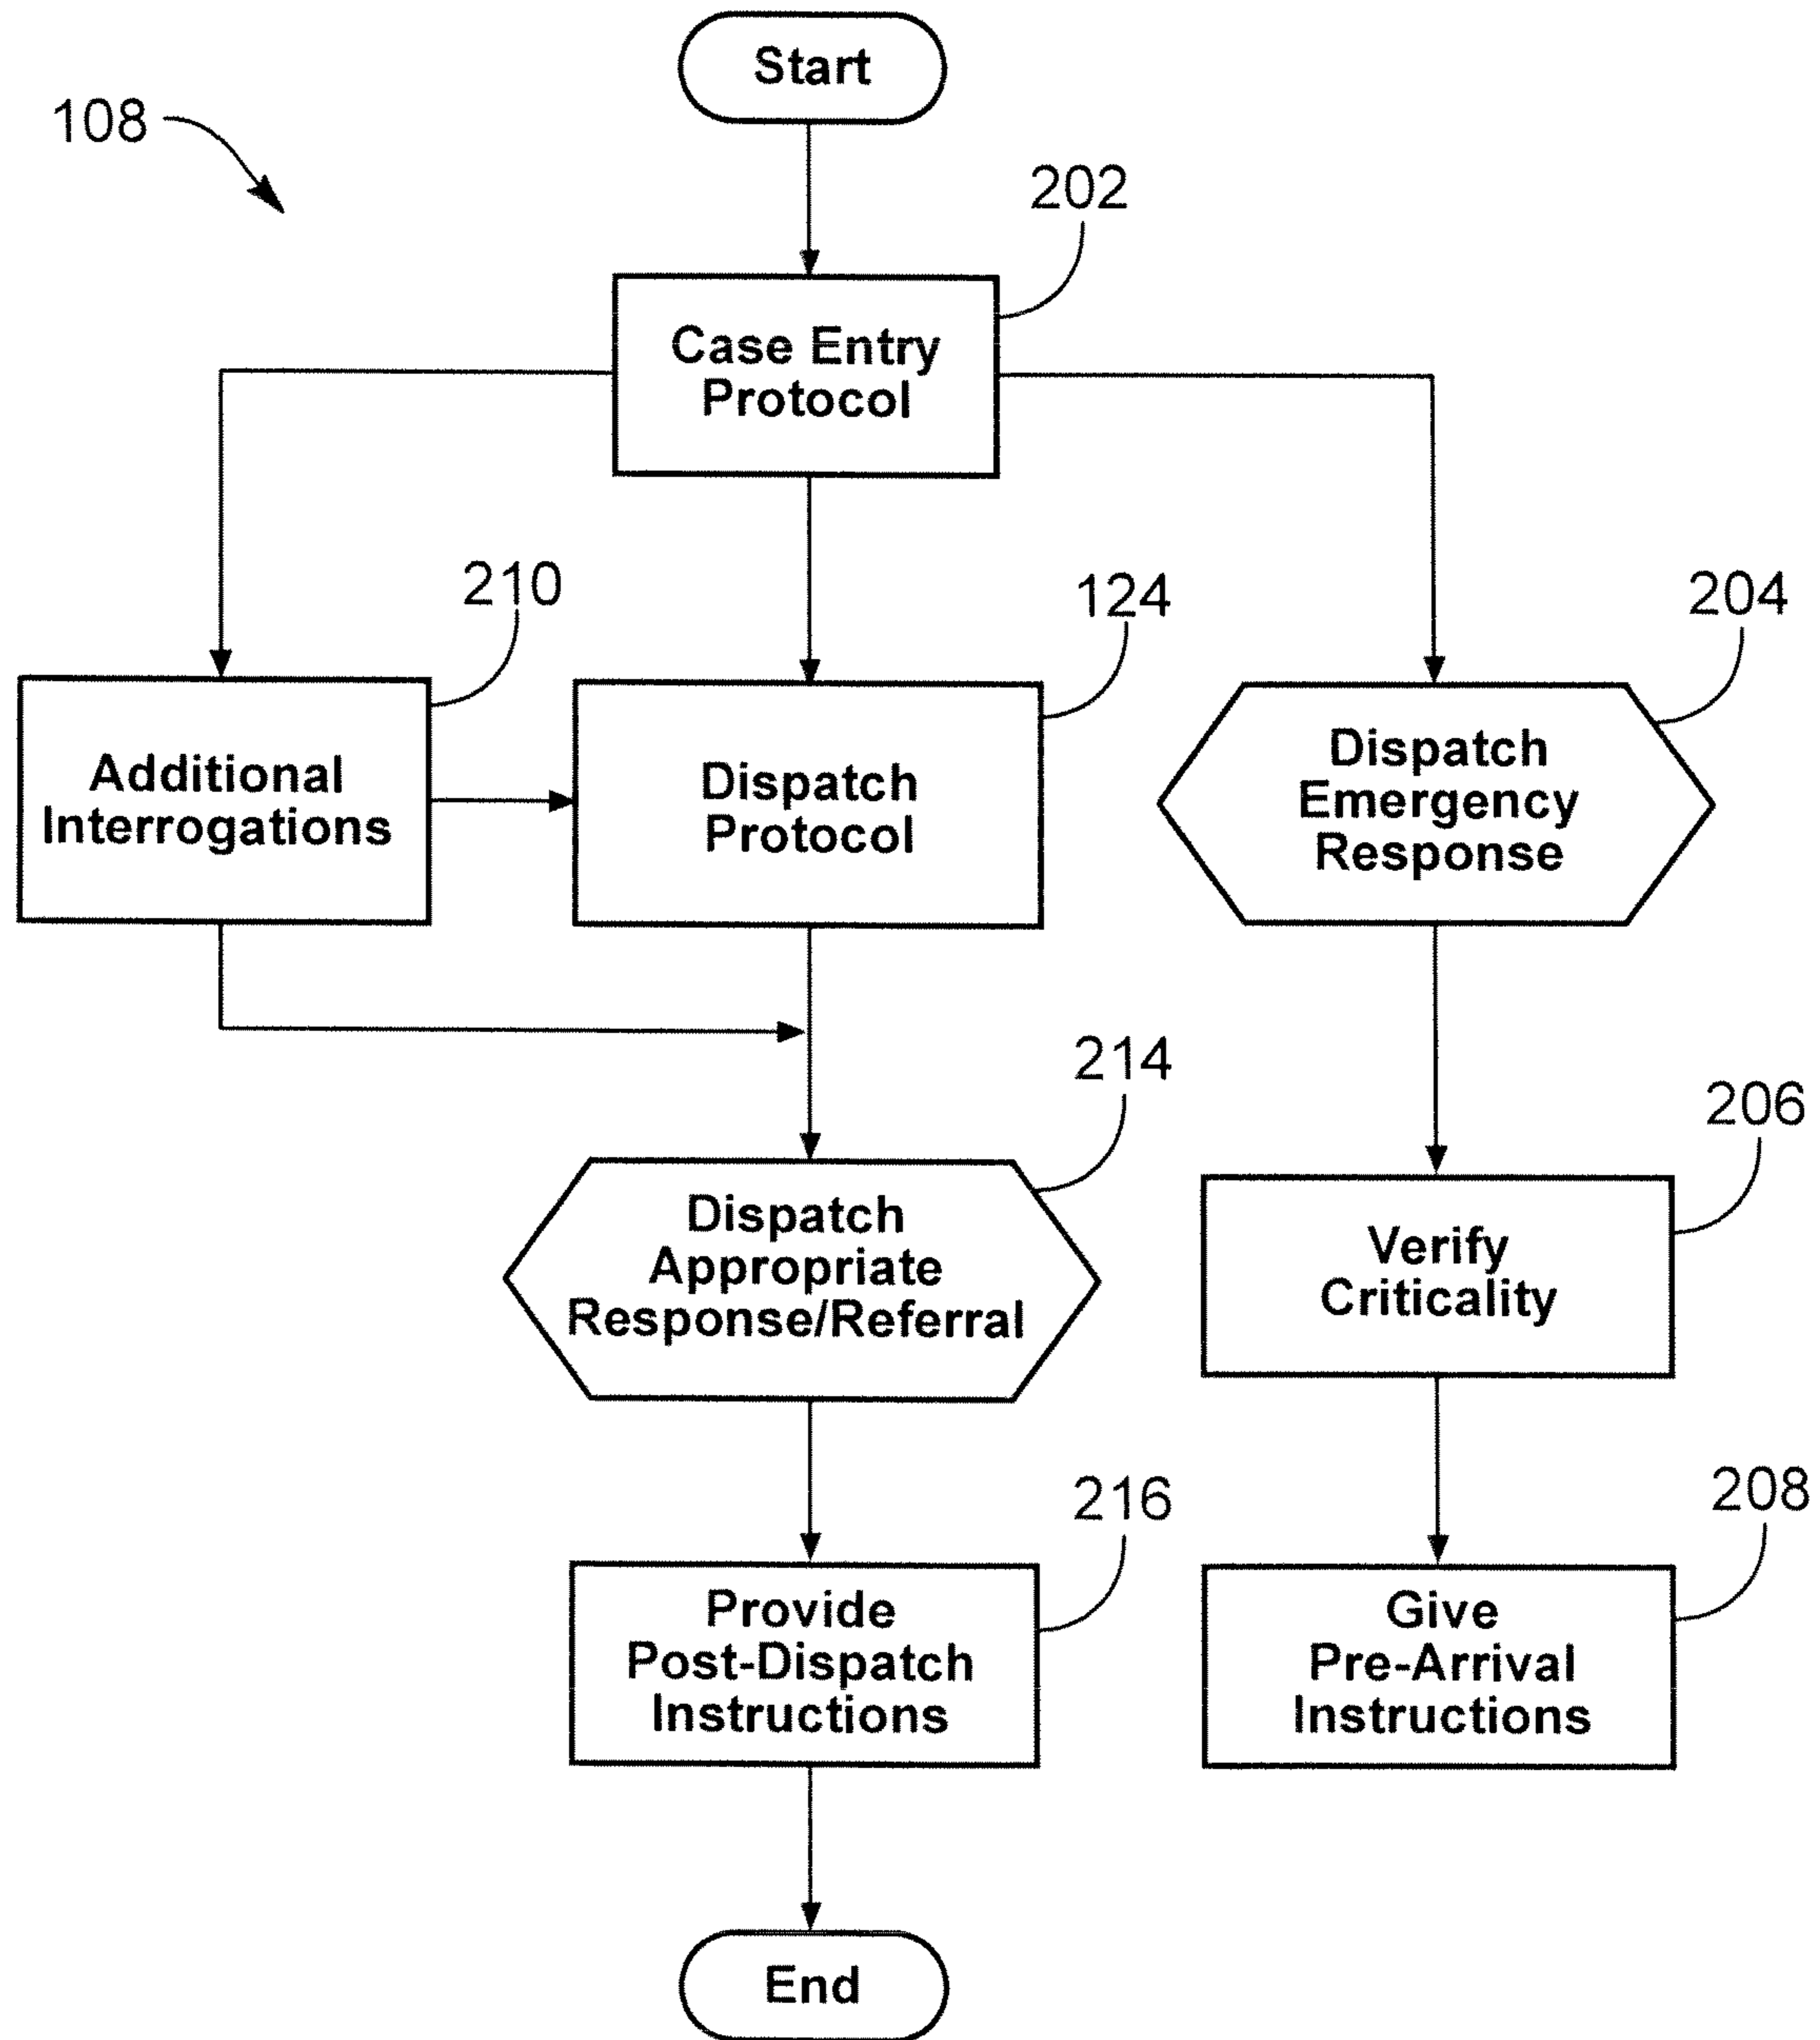 Start
108
202
Case Entry
Protocol
210
124
204
Additional
Interrogations
Dispatch
Protocol
Dispatch
Emergency
Response
214
206
Dispatch
Appropriate
Response/Referral
Verify
Criticality
216
208
Provide
Post-Dispatch
Instructions
Give
Pre-Arrival
Instructions
End